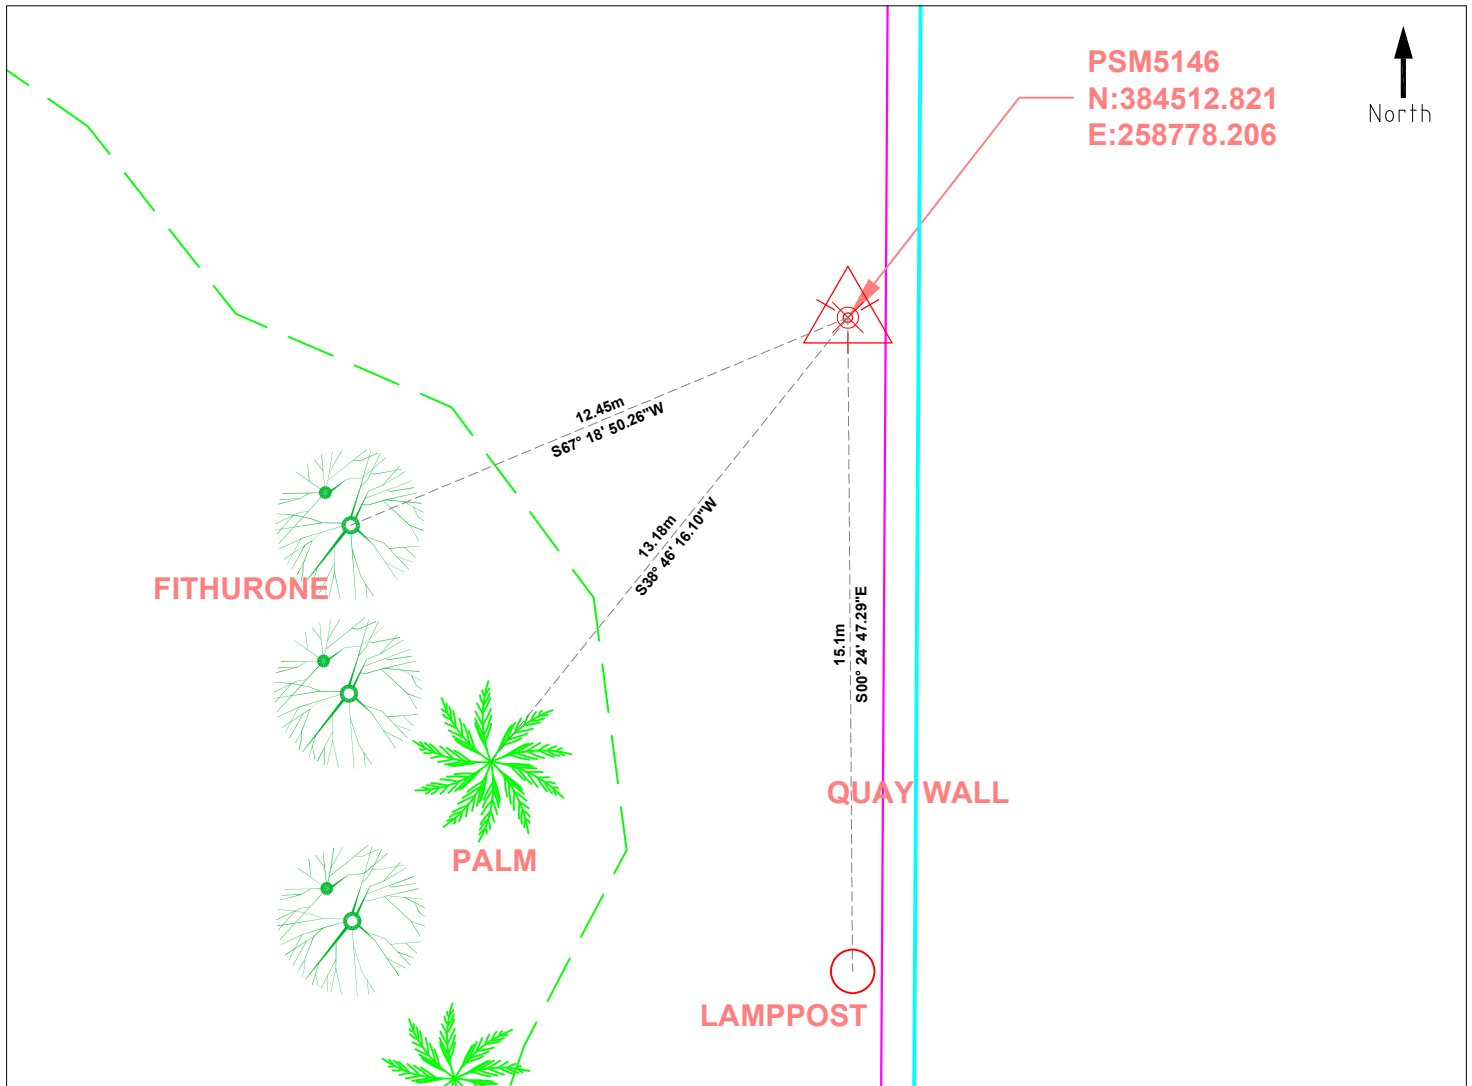 PSM5146
N:384512.821
E:258778.206
North
12.45m
S67° 18' 50.26"W
13.18m
S38° 46' 16.10"W
15.1m
S00° 24' 47.29"E
FITHURONE
QUAY WALL
PALM
LAMPPOST